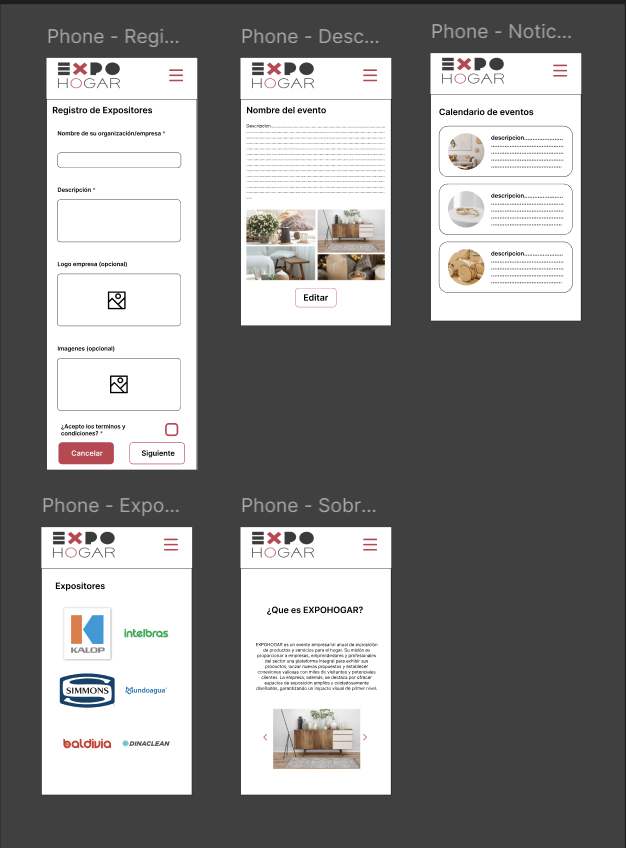 Phone - Regi...
EXPO
HOGAR
Registro de Expositores
Nombre de su organización/empresa *
Descripción *
Logo empresa (opcional)
Imagenes (opcional)
¿Acepto los terminos y
condiciones? *
Cancelar
Siguiente
Phone - Desc...
EXPO
HOGAR
Nombre del evento
Descripcion
Editar
Phone - Notic...
EXPO
HOGAR
Calendario de eventos
descripcion
descripcion
descripcion
Phone - Expo...
EXPO
HOGAR
Expositores
KALOP
intelbras
SIMMONS
Mundoagua
baldivia
DINACLEAN
Phone - Sobr...
EXPO
HOGAR
¿Que es EXPOHOGAR?
EXPOHOGAR es un evento empresarial anual de exposición
de productos y servicios para el hogar. Su misión es
proporcionar a empresas, emprendedores y profesionales
del sector una plataforma integral para exhibir sus
productos, lanzar nuevas propuestas y establecer
conexiones valiosas con miles de visitantes y potenciales
clientes. La empresa, además, se destaca por ofrecer
espacios de exposición amplios y cuidadosamente
diseñados, garantizando un impacto visual de primer nivel.